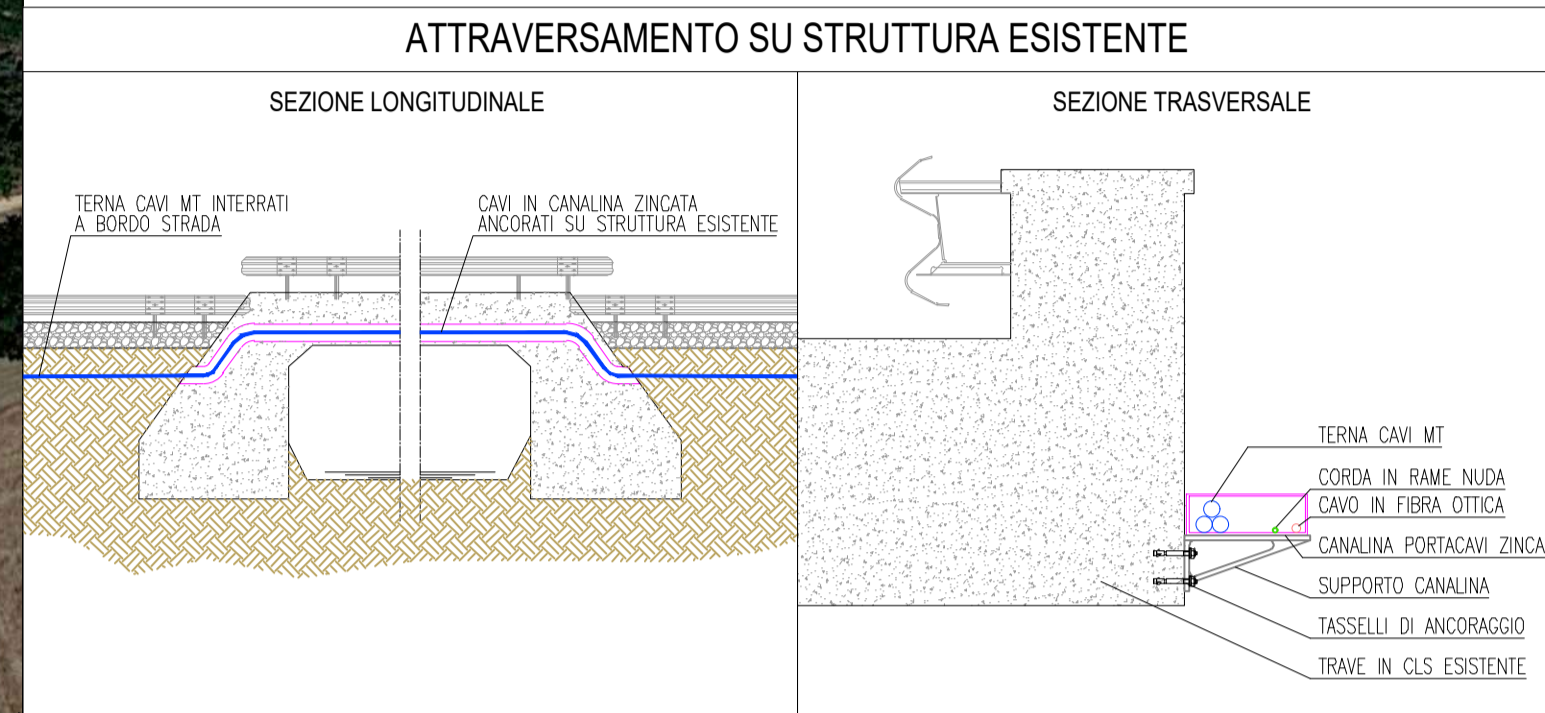 ATTRAVERSAMENTO SU STRUTTURA ESISTENTE
SEZIONE LONGITUDINALE
TERNA CAVI MT INTERRATI
A BORDO STRADA
CAVI IN CANALINA ZINCATA
ANCORATI SU STRUTTURA ESISTENTE
SEZIONE TRASVERSALE
TERNA CAVI MT
CORDA IN RAME NUDA
CAVO IN FIBRA OTTICA
CANALINA PORTACAVI ZINCA
SUPPORTO CANALINA
TASSELLI DI ANCORAGGIO
TRAVE IN CLS ESISTENTE